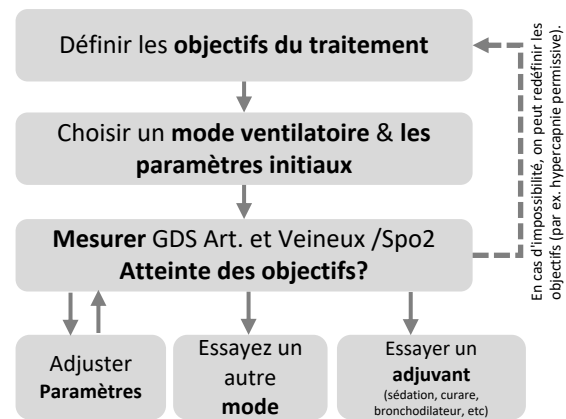 Définir les objectifs du traitement
Choisir un mode ventilatoire & les
paramètres initiaux
Mesurer GDS Art. et Veineux /Spo2
Atteinte des objectifs?
Adjuster
Paramètres
Essayez un
autre
mode
Essayer un
adjuvant
(sédation, curare,
bronchodilateur, etc)
En cas d'impossibilité, on peut redéfinir les
objectifs (par ex. hypercapnie permissive).